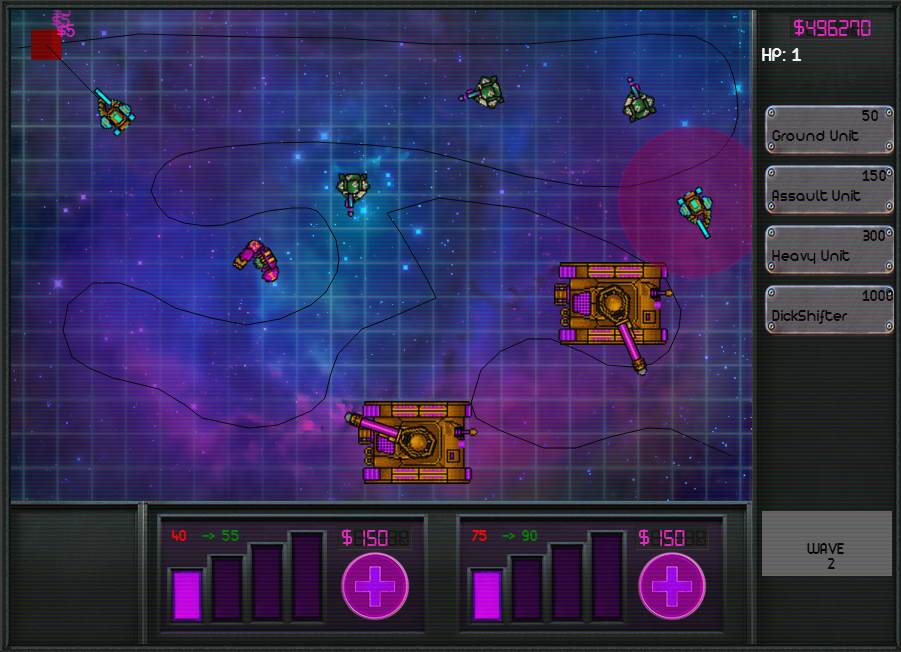 $5
$496270
HP: 1
50
Ground Unit
150
Assault Unit
300
Heavy Unit
1000
DickShifter
WAVE
2
40 -> 55
$150
75 -> 90
$150